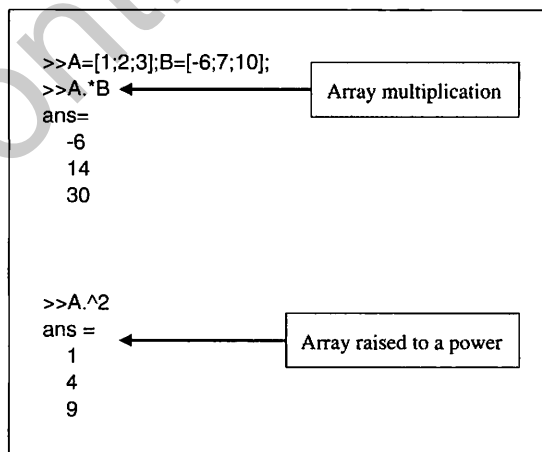 >>A=[1;2;3];B=[-6;7;10];
>>A.*B
Array multiplication
ans=
-6
14
30
>>A.^2
ans =
Array raised to a power
1
4
9